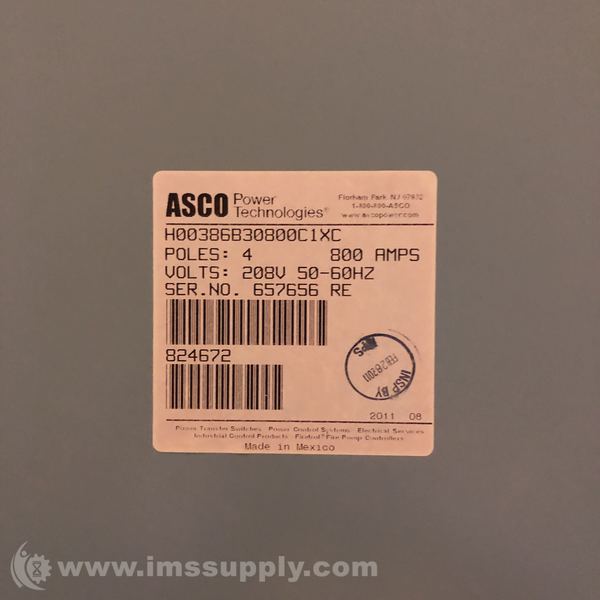 ASCO Power Technologies®
Florham Park, NJ 07932
1-800-800-ASCO
www.ascopower.com
H00386B30800C1XC
POLES: 4 800 AMPS
VOLTS: 208V 50-60HZ
SER.NO. 657656 RE
824672
INSP BY
2011 08
Power Transfer Switches · Power Control Systems · Electrical Services
Industrial Control Products · Firetrol® Fire Pump Controllers
Made in Mexico
www.imssupply.com